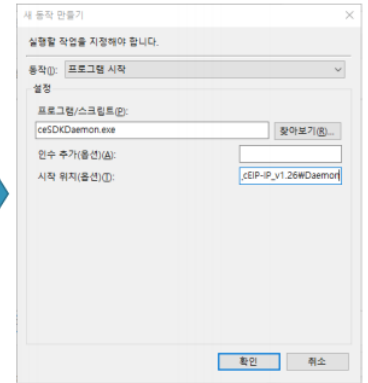 새 동작 만들기
실행할 작업을 지정해야 합니다.
동작(I): 프로그램 시작
설정
프로그램/스크립트(P):
ceSDKDaemon.exe
찾아보기(R)...
인수 추가(옵션)(A):
시작 위치(옵션)(T):
_cEIP-IP_v1.26₩Daemon
확인
취소